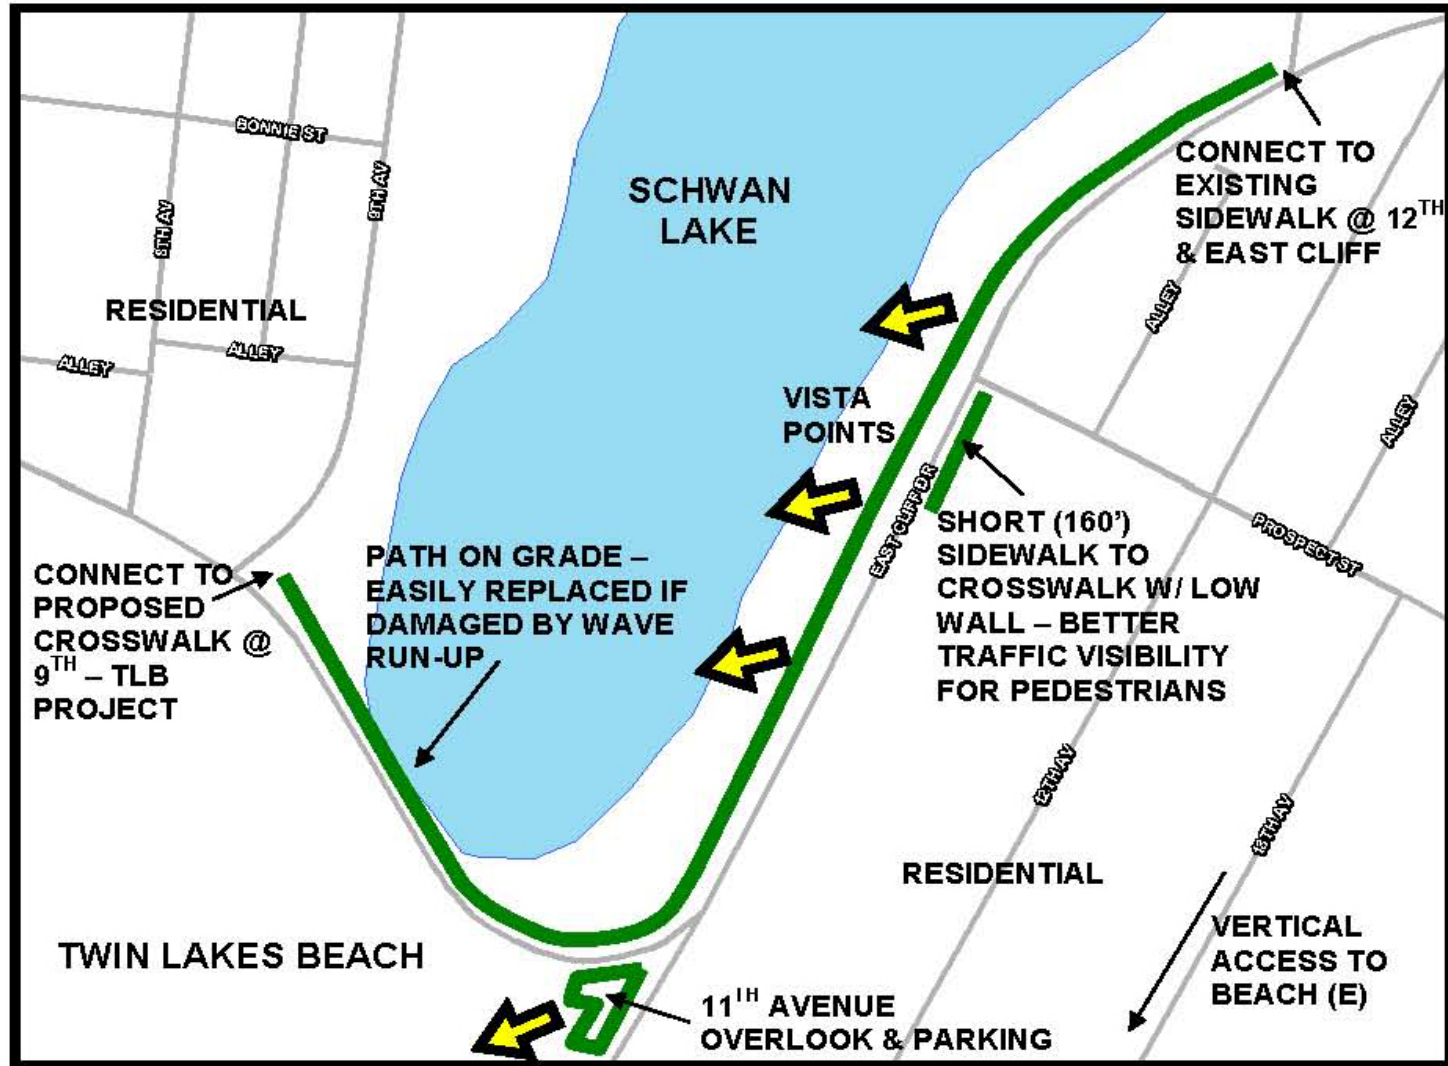 BONNIE ST
9TH AV
8TH AV
RESIDENTIAL
ALLEY
ALLEY
SCHWAN
LAKE
CONNECT TO
EXISTING
SIDEWALK @ 12TH
& EAST CLIFF
ALLEY
ALLEY
VISTA
POINTS
EAST CLIFF DR
PROSPECT ST
SHORT (160’)
SIDEWALK TO
CROSSWALK W/ LOW
WALL – BETTER
TRAFFIC VISIBILITY
FOR PEDESTRIANS
PATH ON GRADE –
EASILY REPLACED IF
DAMAGED BY WAVE
RUN-UP
CONNECT TO
PROPOSED
CROSSWALK @
9TH – TLB
PROJECT
12TH AV
13TH AV
RESIDENTIAL
VERTICAL
ACCESS TO
BEACH (E)
TWIN LAKES BEACH
11TH AVENUE
OVERLOOK & PARKING